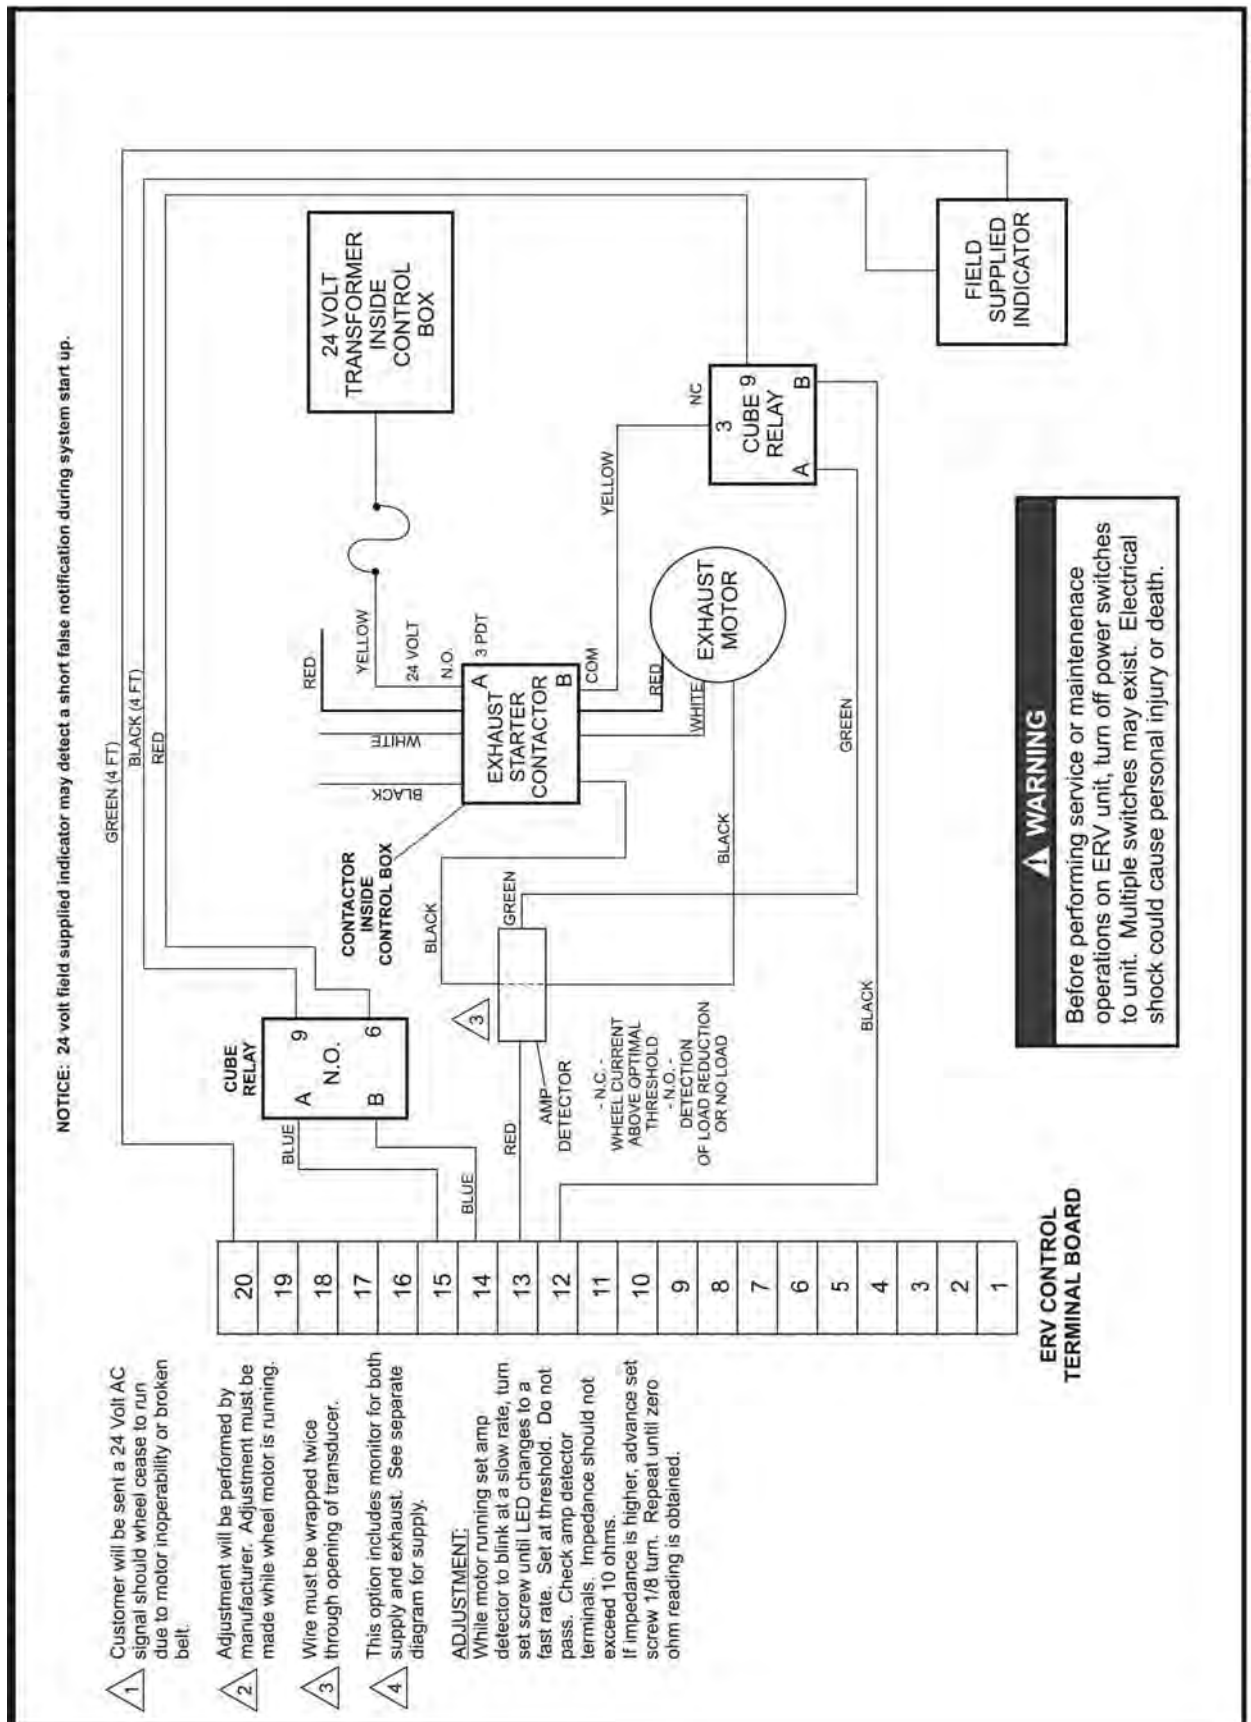 NOTICE: 24 volt field supplied indicator may detect a short false notification during system start up.
1
Customer will be sent a 24 Volt AC
signal should wheel cease to run
due to motor inoperability or broken
belt.
2
Adjustment will be performed by
manufacturer. Adjustment must be
made while wheel motor is running.
3
Wire must be wrapped twice
through opening of transducer.
4
This option includes monitor for both
supply and exhaust. See separate
diagram for supply.
ADJUSTMENT:
While motor running set amp
detector to blink at a slow rate, turn
set screw until LED changes to a
fast rate. Set at threshold. Do not
pass. Check amp detector
terminals. Impedance should not
exceed 10 ohms.
If impedance is higher, advance set
screw 1/8 turn. Repeat until zero
ohm reading is obtained.
20
19
18
17
16
15
14
13
12
11
10
9
8
7
6
5
4
3
2
1
ERV CONTROL
TERMINAL BOARD
GREEN (4 FT)
BLACK (4 FT)
RED
BLUE
BLUE
CUBE
RELAY
A 9
N.O.
B 6
RED
AMP
DETECTOR
- N.C. -
WHEEL CURRENT
ABOVE OPTIMAL
THRESHOLD
- N.O. -
DETECTION
OF LOAD REDUCTION
OR NO LOAD
3
GREEN
BLACK
CONTACTOR
INSIDE
CONTROL BOX
BLACK
WHITE
RED
YELLOW
24 VOLT
N.O.
3 PDT
A
EXHAUST
STARTER
CONTACTOR
B
COM
RED
WHITE
BLACK
EXHAUST
MOTOR
YELLOW
GREEN
BLACK
24 VOLT
TRANSFORMER
INSIDE
CONTROL
BOX
NC
3 9
CUBE
RELAY
A B
FIELD
SUPPLIED
INDICATOR
WARNING
Before performing service or maintenenace
operations on ERV unit, turn off power switches
to unit. Multiple switches may exist. Electrical
shock could cause personal injury or death.